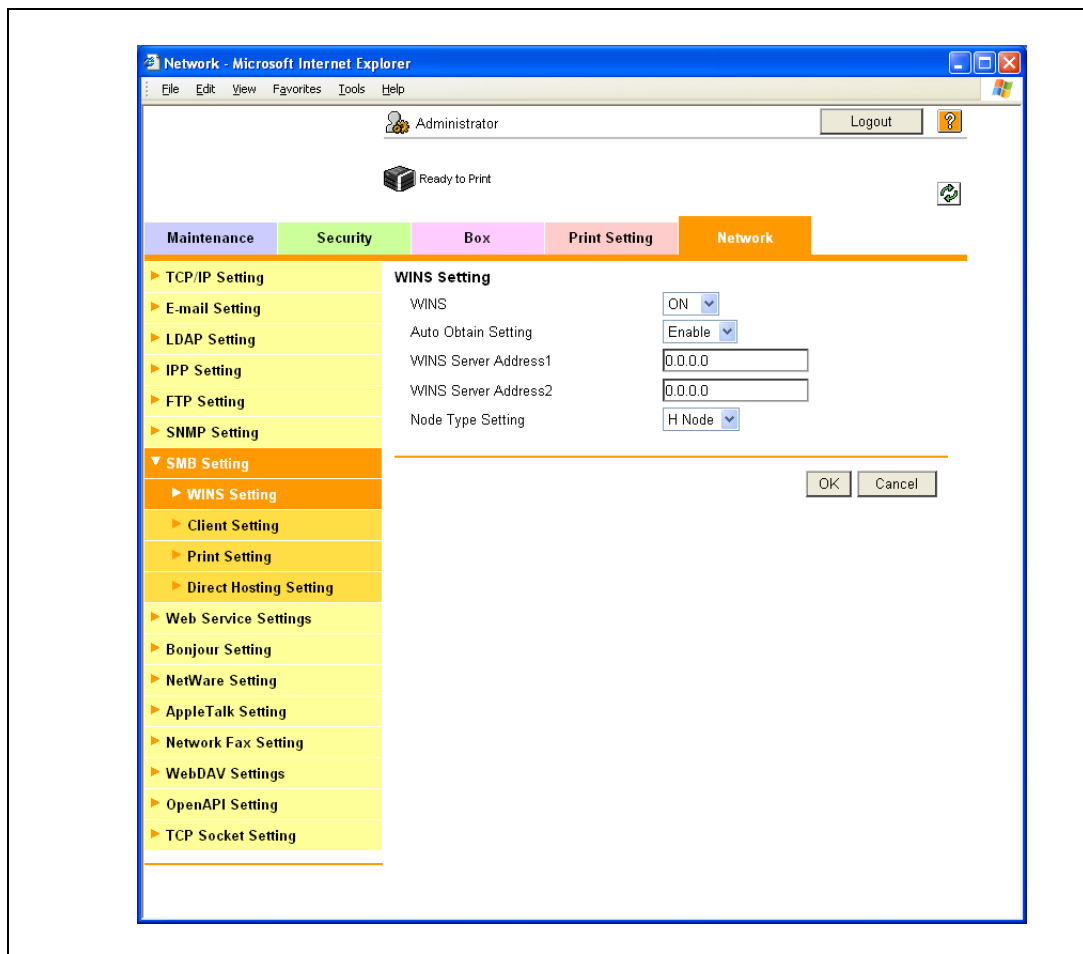 Network - Microsoft Internet Explorer
File Edit View Favorites Tools Help
Administrator
Logout
?
Ready to Print
Maintenance Security Box Print Setting Network
TCP/IP Setting
E-mail Setting
LDAP Setting
IPP Setting
FTP Setting
SNMP Setting
SMB Setting
WINS Setting
Client Setting
Print Setting
Direct Hosting Setting
Web Service Settings
Bonjour Setting
NetWare Setting
AppleTalk Setting
Network Fax Setting
WebDAV Settings
OpenAPI Setting
TCP Socket Setting
WINS Setting
WINS ON
Auto Obtain Setting Enable
WINS Server Address1 0.0.0.0
WINS Server Address2 0.0.0.0
Node Type Setting H Node
OK Cancel